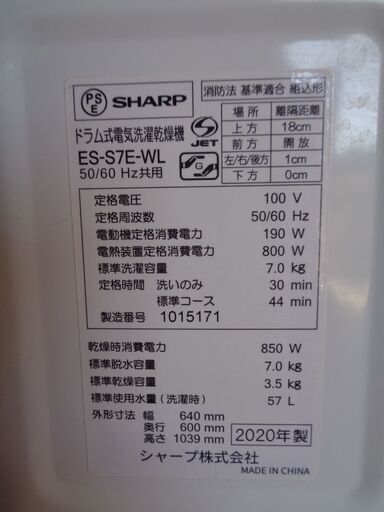 PSE SHARP
ドラム式電気洗濯乾燥機
ES-S7E-WL
50/60 Hz共用
S JET
G
消防法 基準適合 組込形
場所 離隔距離
上方 18cm
前方 開放
左/右/後方 1cm
下方 0cm
定格電圧 100 V
定格周波数 50/60 Hz
電動機定格消費電力 190 W
電熱装置定格消費電力 800 W
標準洗濯容量 7.0 kg
定格時間 洗いのみ 30 min
標準コース 44 min
製造番号 1015171
乾燥時消費電力 850 W
標準脱水容量 7.0 kg
標準乾燥容量 3.5 kg
標準使用水量(洗濯時) 57 L
外形寸法 幅 640 mm
奥行 600 mm
高さ 1039 mm
2020年製
シャープ株式会社
MADE IN CHINA